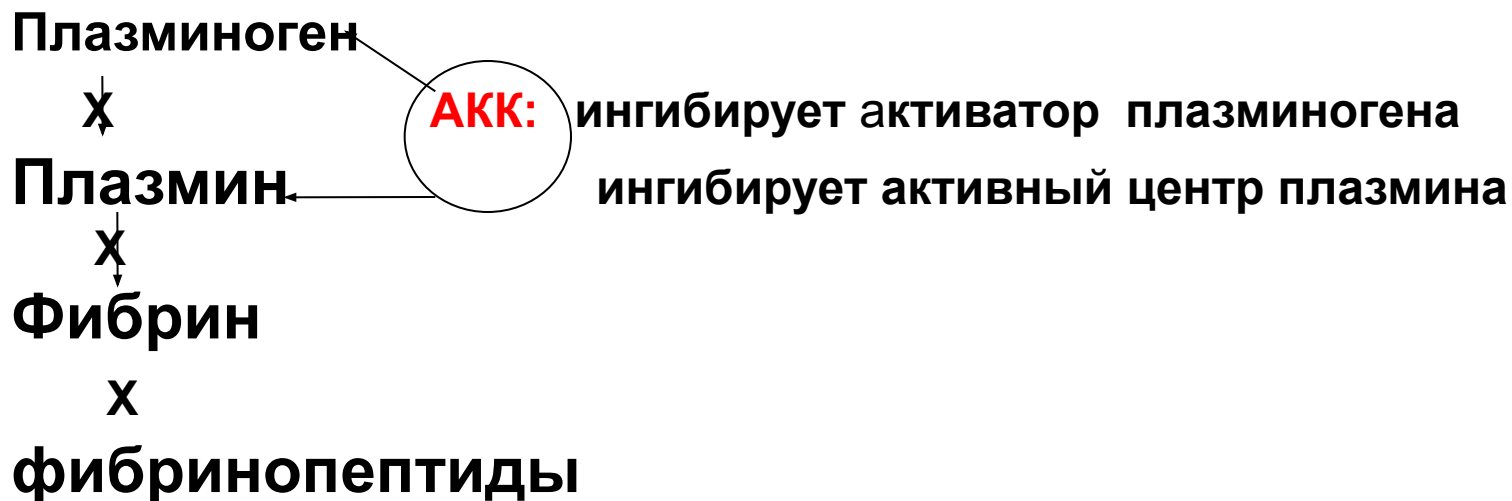 Плазминоген
Х АКК: ингибирует активатор плазминогена
Плазмин ингибирует активный центр плазмина
Х
Фибрин
Х
фибринопептиды